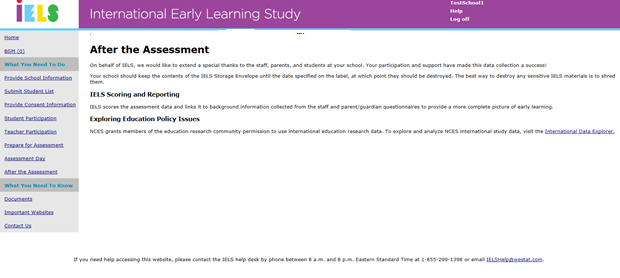 IELS
International Early Learning Study
TestSchool1
Help
Log off
Home
BSM (0)
What You Need To Do
Provide School Information
Submit Student List
Provide Consent Information
Student Participation
Teacher Participation
Prepare for Assessment
Assessment Day
After the Assessment
What You Need To Know
Documents
Important Websites
Contact Us
After the Assessment
On behalf of IELS, we would like to extend a special thanks to the staff, parents, and students at your school. Your participation and support have made this data collection a success!
Your school should keep the contents of the IELS Storage Envelope until the date specified on the label, at which point they should be destroyed. The best way to destroy any sensitive IELS materials is to shred
them.
IELS Scoring and Reporting
IELS scores the assessment data and links it to background information collected from the staff and parent/guardian questionnaires to provide a more complete picture of early learning.
Exploring Education Policy Issues
NCES grants members of the education research community permission to use international education research data. To explore and analyze NCES international study data, visit the International Data Explorer.
If you need help accessing this website, please contact the IELS help desk by phone between 8 a.m. and 8 p.m. Eastern Standard Time at 1-855-299-1398 or email IELSHelp@westat.com.